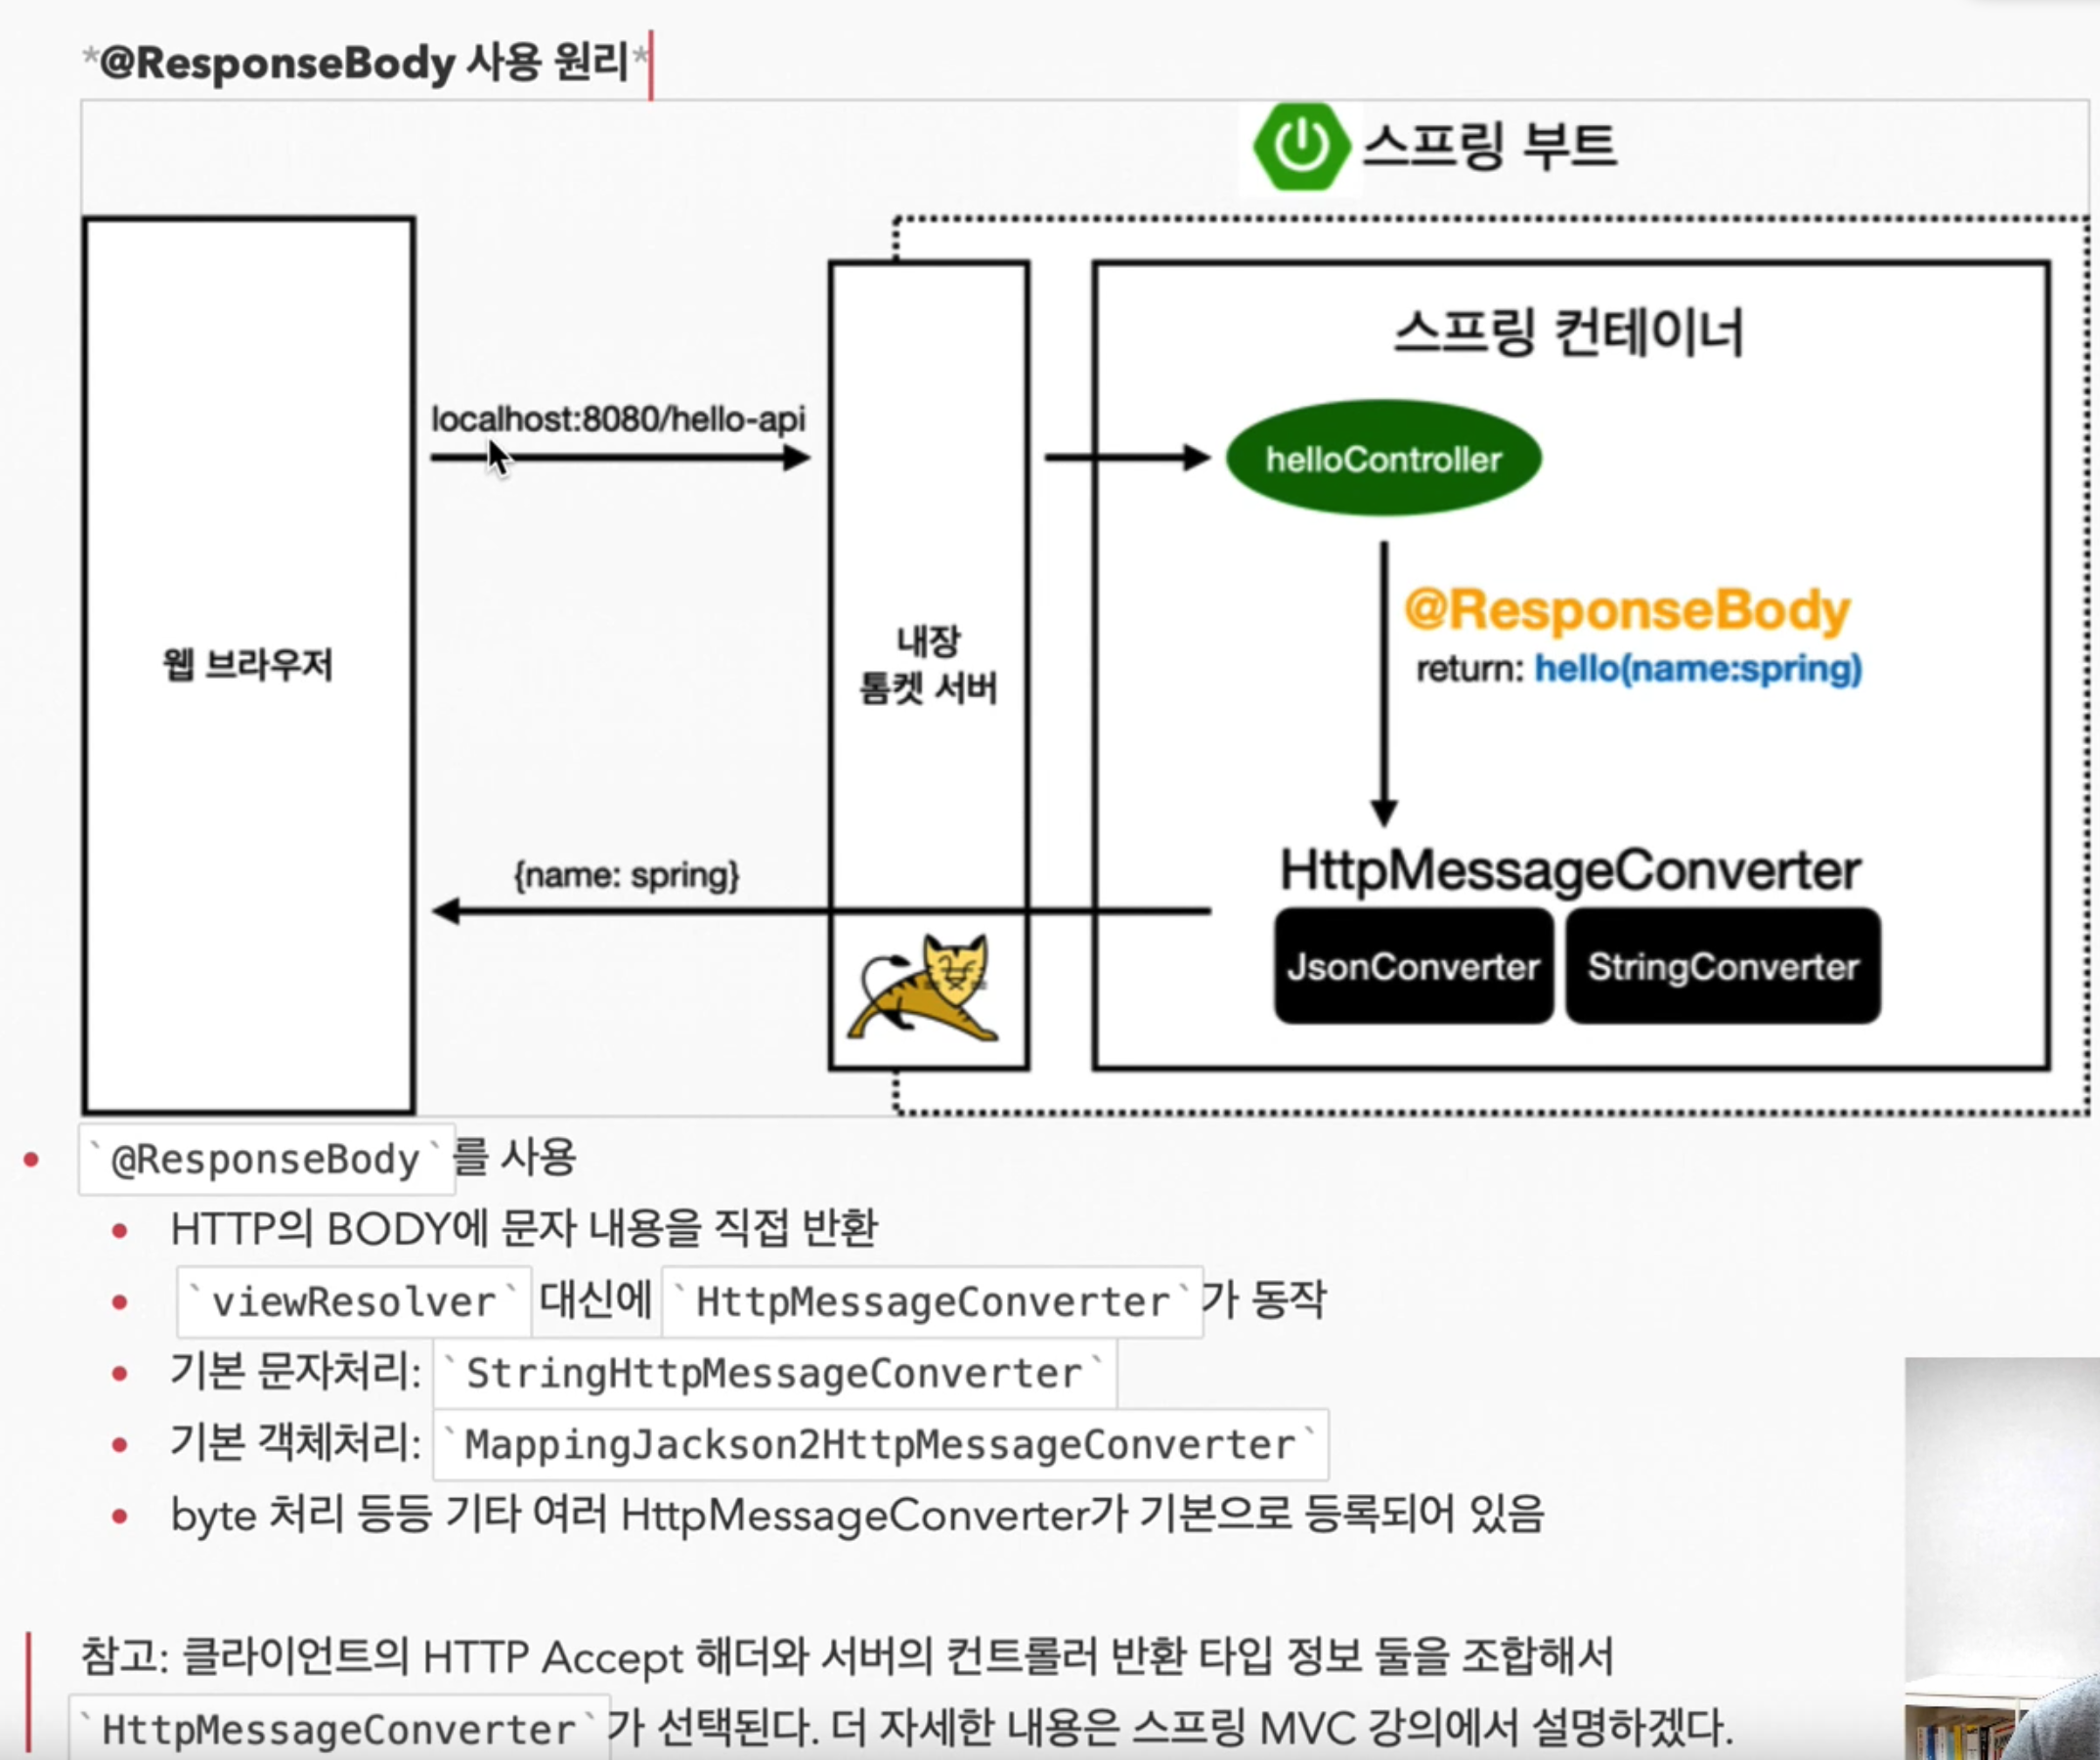 *@ResponseBody 사용 원리*
스프링 부트
스프링 컨테이너
localhost:8080/hello-api
helloController
@ResponseBody
return: hello(name:spring)
웹 브라우저
내장
톰켓 서버
HttpMessageConverter
{name: spring}
JsonConverter
StringConverter
`@ResponseBody`를 사용
HTTP의 BODY에 문자 내용을 직접 반환
`viewResolver` 대신에 `HttpMessageConverter`가 동작
기본 문자처리: `StringHttpMessageConverter`
기본 객체처리: `MappingJackson2HttpMessageConverter`
byte 처리 등등 기타 여러 HttpMessageConverter가 기본으로 등록되어 있음
참고: 클라이언트의 HTTP Accept 해더와 서버의 컨트롤러 반환 타입 정보 둘을 조합해서
`HttpMessageConverter`가 선택된다. 더 자세한 내용은 스프링 MVC 강의에서 설명하겠다.